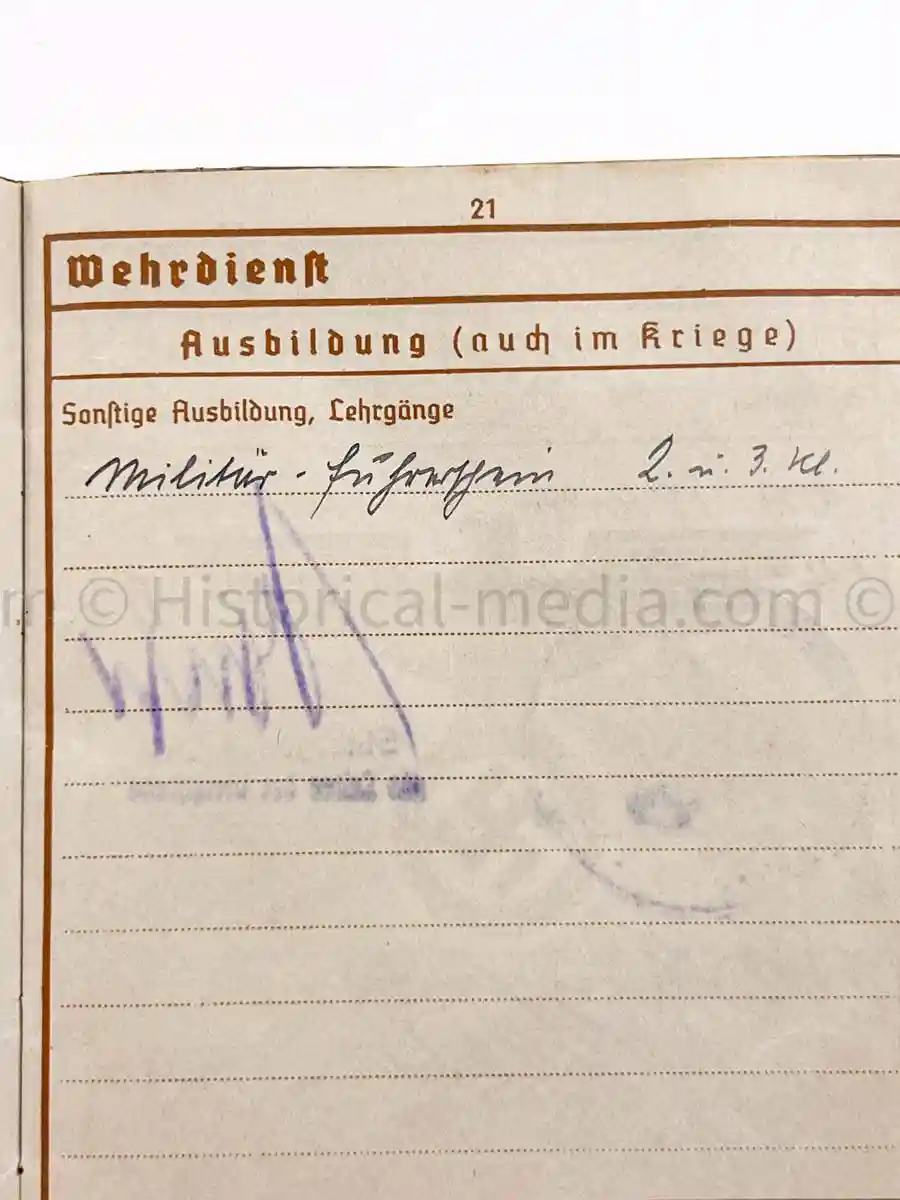 21
Wehrdienst
Ausbildung (auch im Kriege)
Sonstige Ausbildung, Lehrgänge
Militär-Führerschein 2. u. 3. Kl.
m © Historical-media.com ©